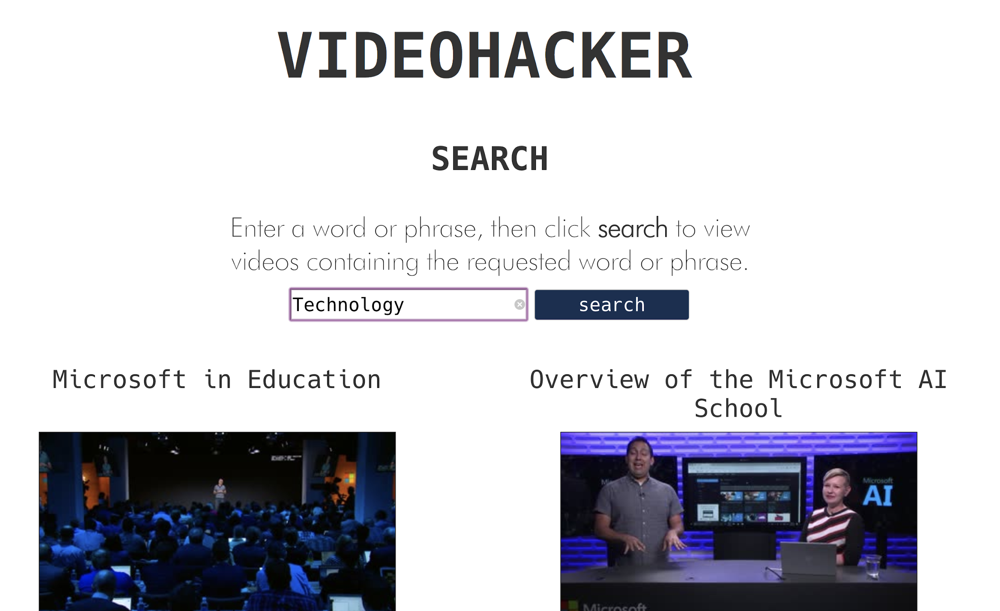 VIDEOHACKER
SEARCH
Enter a word or phrase, then click search to view
videos containing the requested word or phrase.
Technology
search
Microsoft in Education
Overview of the Microsoft AI
School
Microsoft
AI
Microsoft